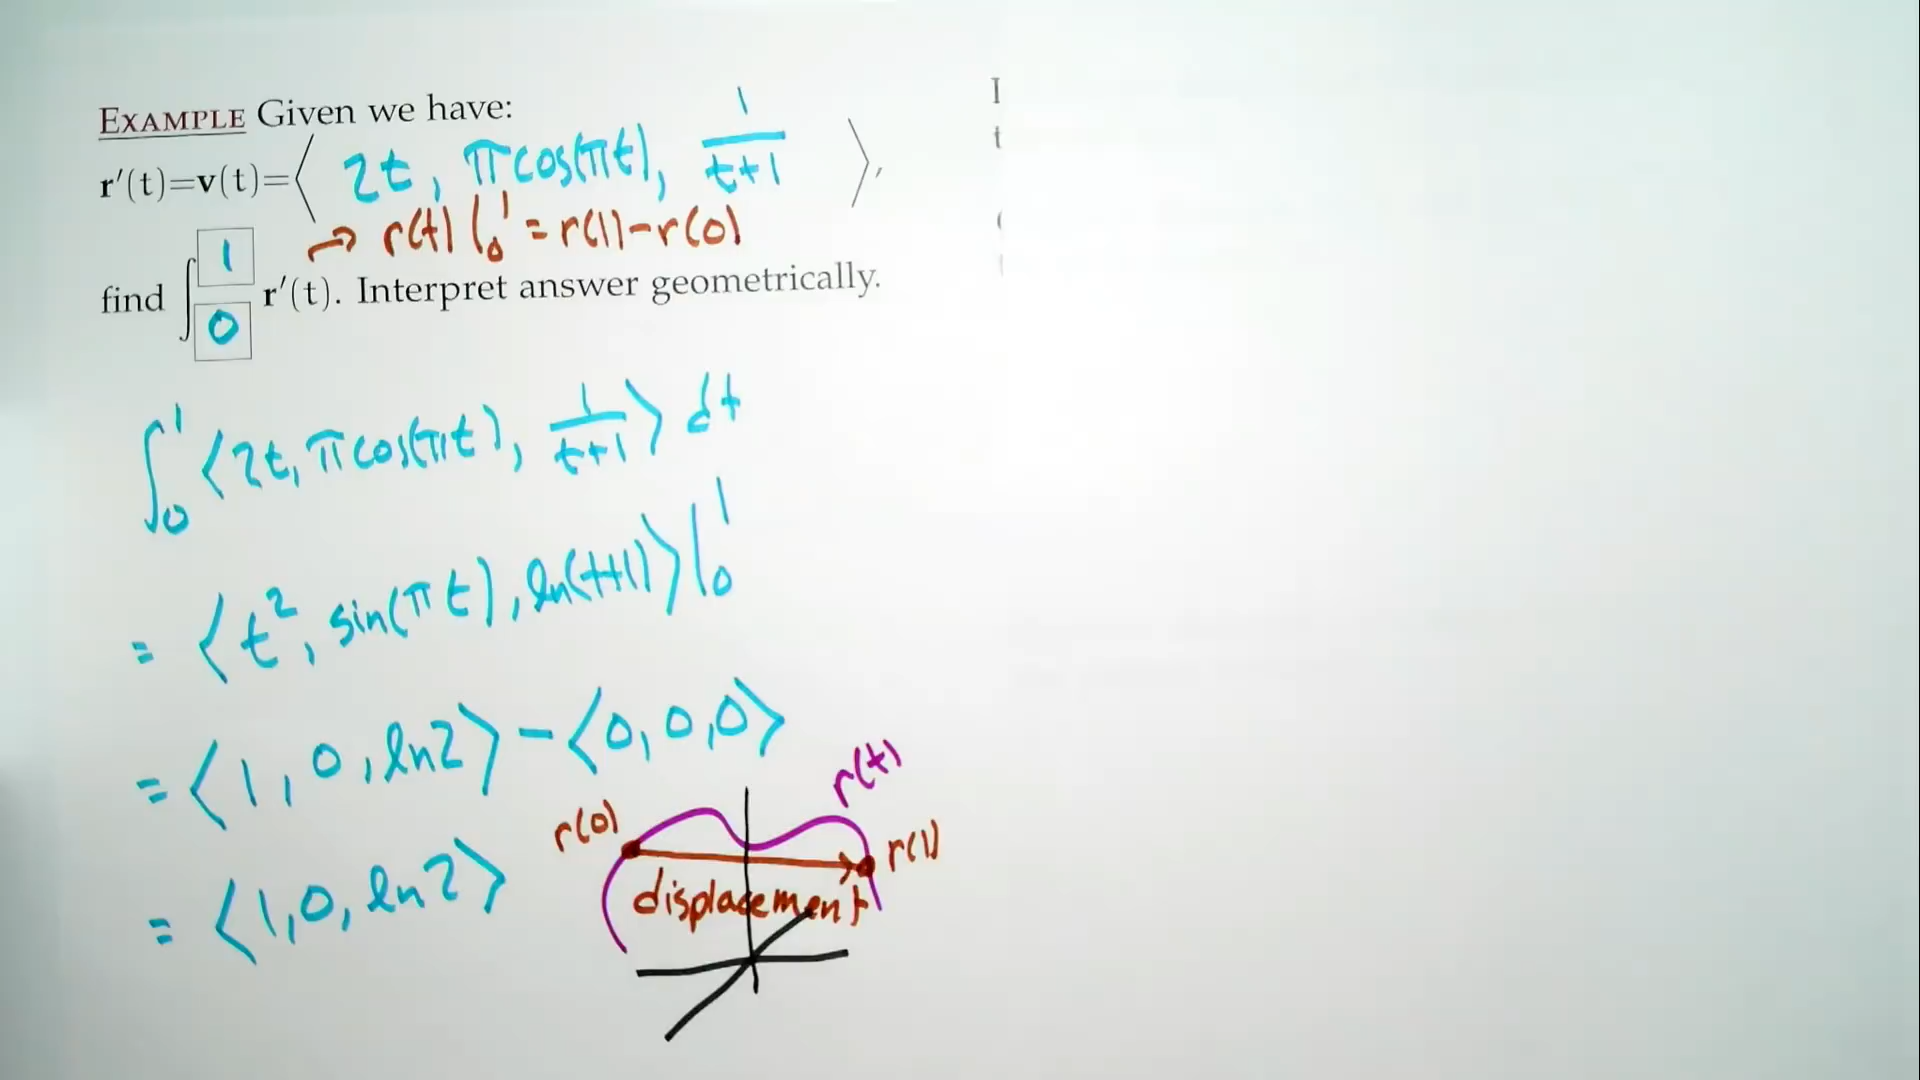 EXAMPLE Given we have:
r′(t)=v(t)=⟨ 2t, πcos(πt), 1/(t+1) ⟩,
→ r(t)|₀¹ = r(1)-r(0)
find ∫₀¹ r′(t). Interpret answer geometrically.
∫₀¹ ⟨2t, πcos(πt), 1/(t+1)⟩ dt
= ⟨t², sin(πt), ln(t+1)⟩|₀¹
= ⟨1, 0, ln2⟩ - ⟨0, 0, 0⟩
= ⟨1, 0, ln2⟩
r(t)
r(0)
r(1)
displacement
I
t